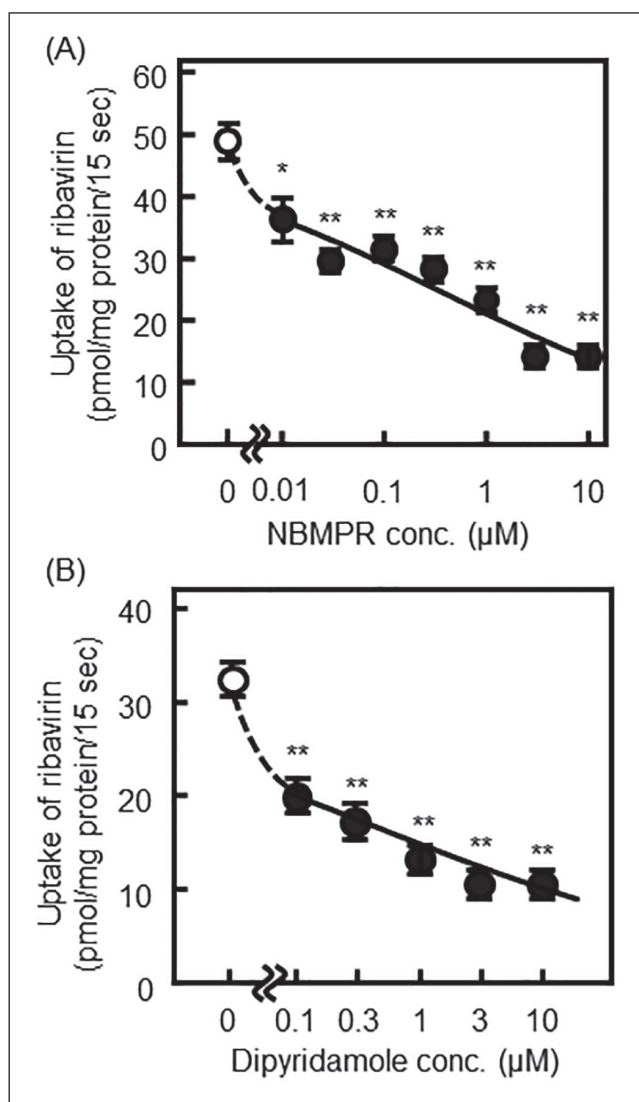 (A)
Uptake of ribavirin
(pmol/mg protein/15 sec)
60
50
40
30
20
10
0
*
**
**
**
**
**
**
0 0.01 0.1 1 10
NBMPR conc. (µM)
(B)
Uptake of ribavirin
(pmol/mg protein/15 sec)
40
30
20
10
0
**
**
**
**
**
0 0.1 0.3 1 3 10
Dipyridamole conc. (µM)